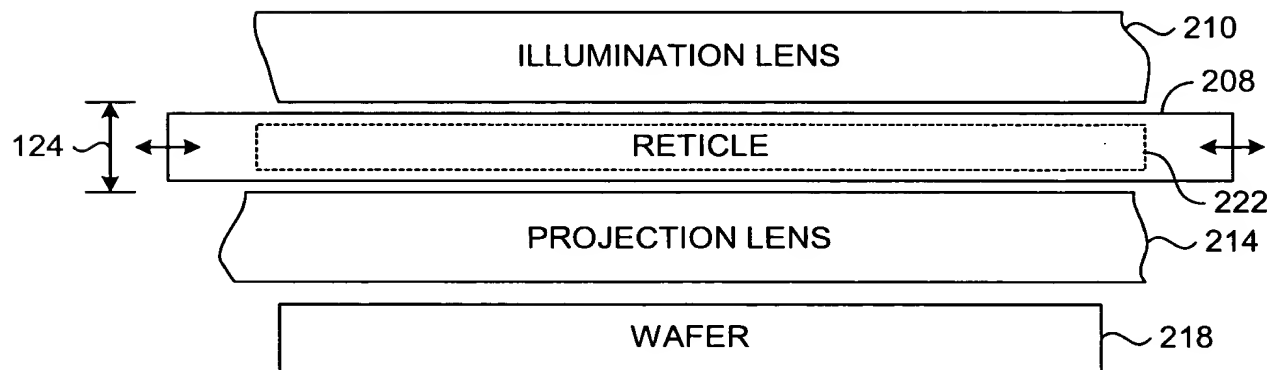 210
ILLUMINATION LENS
208
124
RETICLE
222
PROJECTION LENS
214
WAFER
218